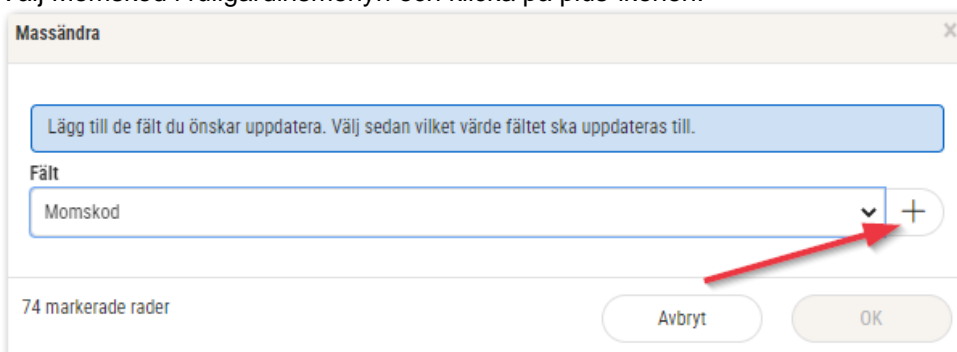 Massändra
Lägg till de fält du önskar uppdatera. Välj sedan vilket värde fältet ska uppdateras till.
Fält
Momskod
74 markerade rader
Avbryt
OK